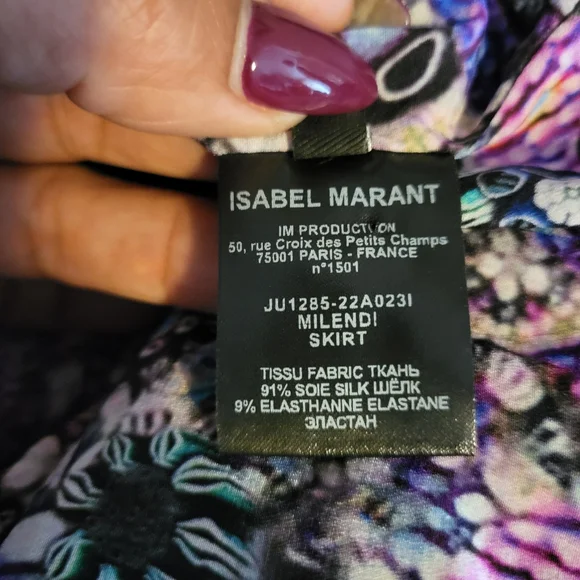 ISABEL MARANT
IM PRODUCTION
50, rue Croix des Petits Champs
75001 PARIS - FRANCE
n°1501
JU1285-22A023I
MILENDI
SKIRT
TISSU FABRIC ТКАНЬ
91% SOIE SILK ШЁЛК
9% ELASTHANNE ELASTANE
ЭЛАСТАН